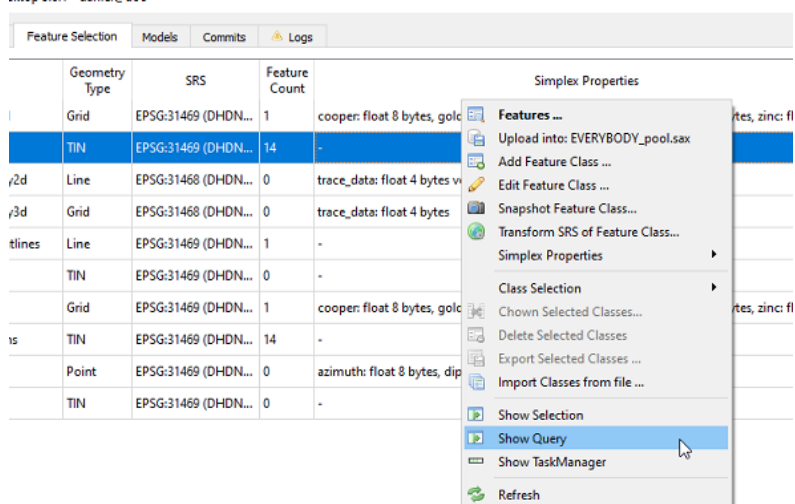 Feature Selection Models Commits Logs
Geometry Type SRS Feature Count Simplex Properties
Grid EPSG:31469 (DHDN... 1 cooper: float 8 bytes, gold
TIN EPSG:31469 (DHDN... 14 -
Line EPSG:31468 (DHDN... 0 trace_data: float 4 bytes
Grid EPSG:31468 (DHDN... 0 trace_data: float 4 bytes
tlines Line EPSG:31469 (DHDN... 1 -
TIN EPSG:31469 (DHDN... 0 -
Grid EPSG:31469 (DHDN... 1 cooper: float 8 bytes, gold
TIN EPSG:31469 (DHDN... 14 -
Point EPSG:31469 (DHDN... 0 azimuth: float 8 bytes, dip
TIN EPSG:31469 (DHDN... 0 -
Features ...
Upload into: EVERYBODY_pool.sax
Add Feature Class ...
Edit Feature Class ...
Snapshot Feature Class...
Transform SRS of Feature Class...
Simplex Properties
Class Selection
Chown Selected Classes...
Delete Selected Classes
Export Selected Classes ...
Import Classes from file ...
Show Selection
Show Query
Show TaskManager
Refresh